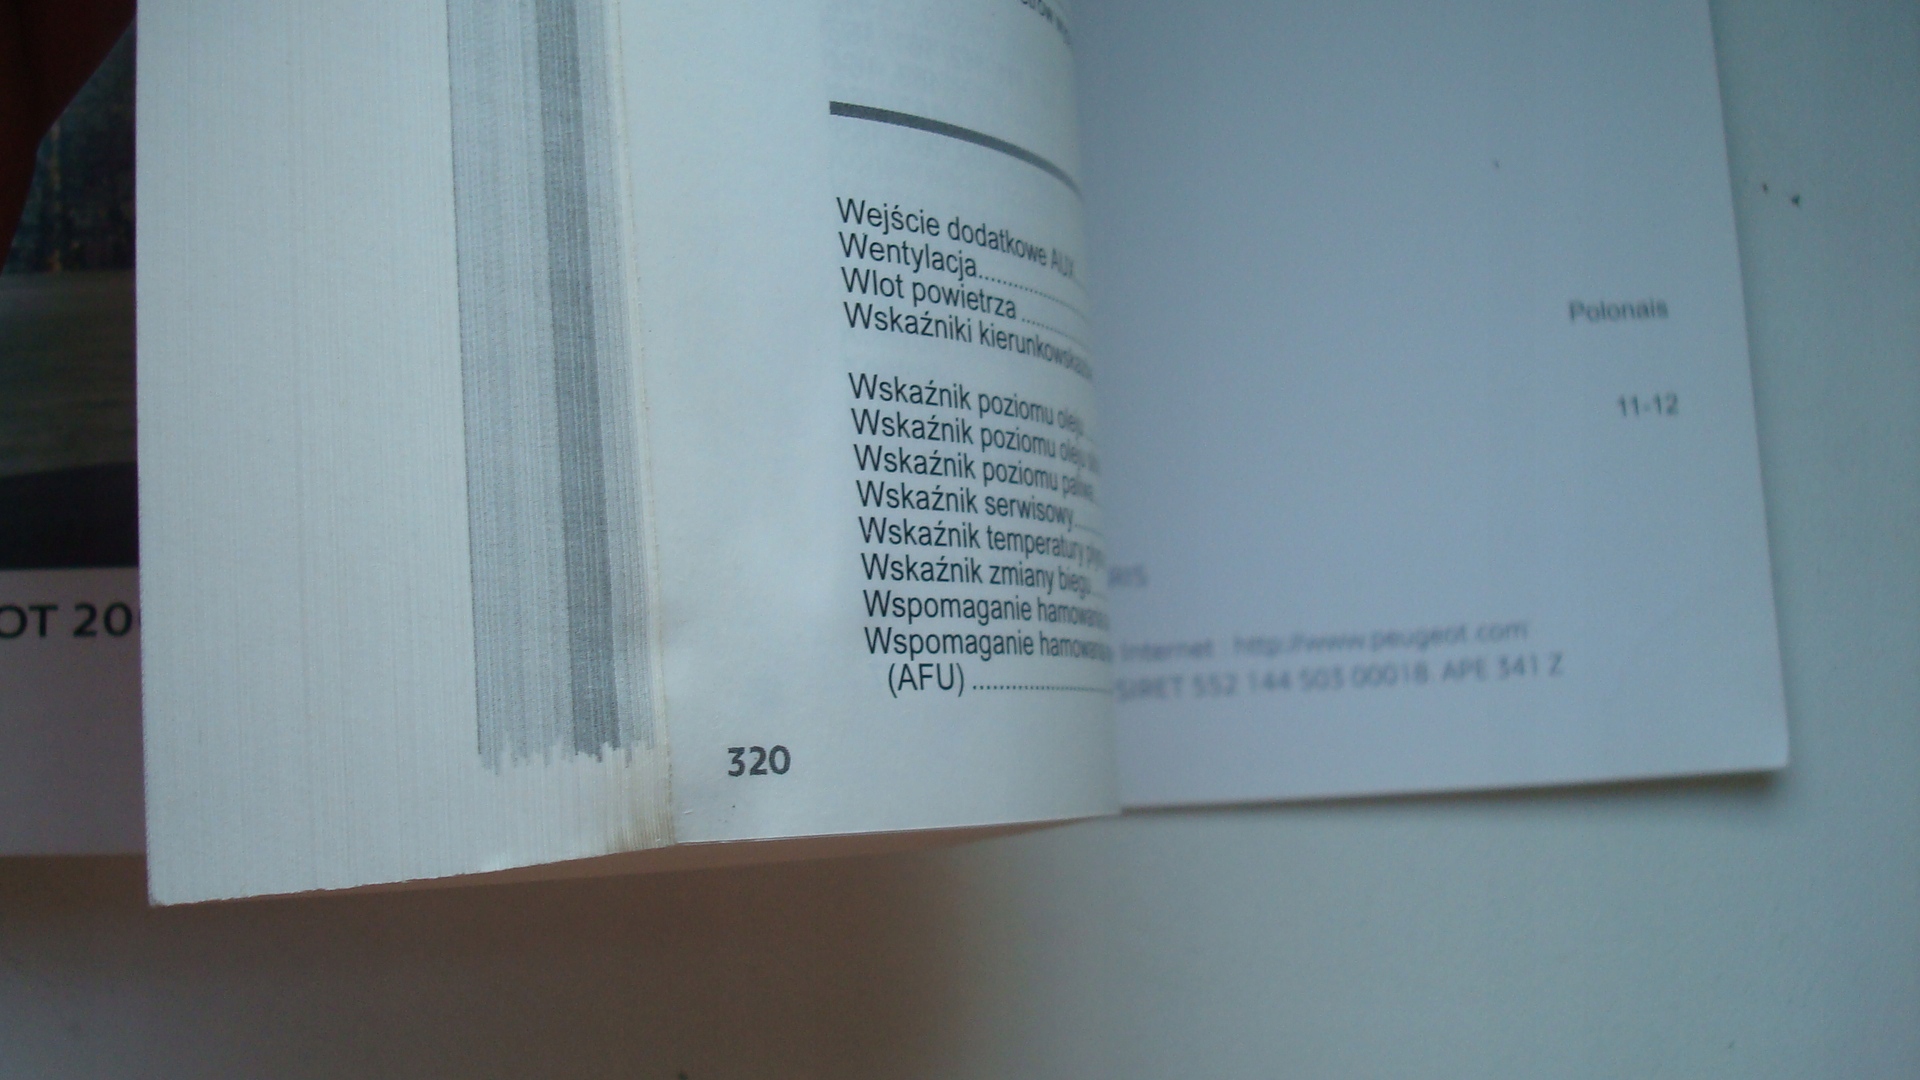 Wejście dodatkowe AUX
Wentylacja
Wlot powietrza
Wskaźniki kierunkowskazów
Wskaźnik poziomu oleju
Wskaźnik poziomu oleju
Wskaźnik poziomu paliwa
Wskaźnik serwisowy
Wskaźnik temperatury
Wskaźnik zmiany biegu
Wspomaganie hamowania
Wspomaganie hamowania
(AFU)
320
Polonais
11-12
Internet : http://www.peugeot.com
SIRET 552 144 503 00018 APE 341 Z
OT 20